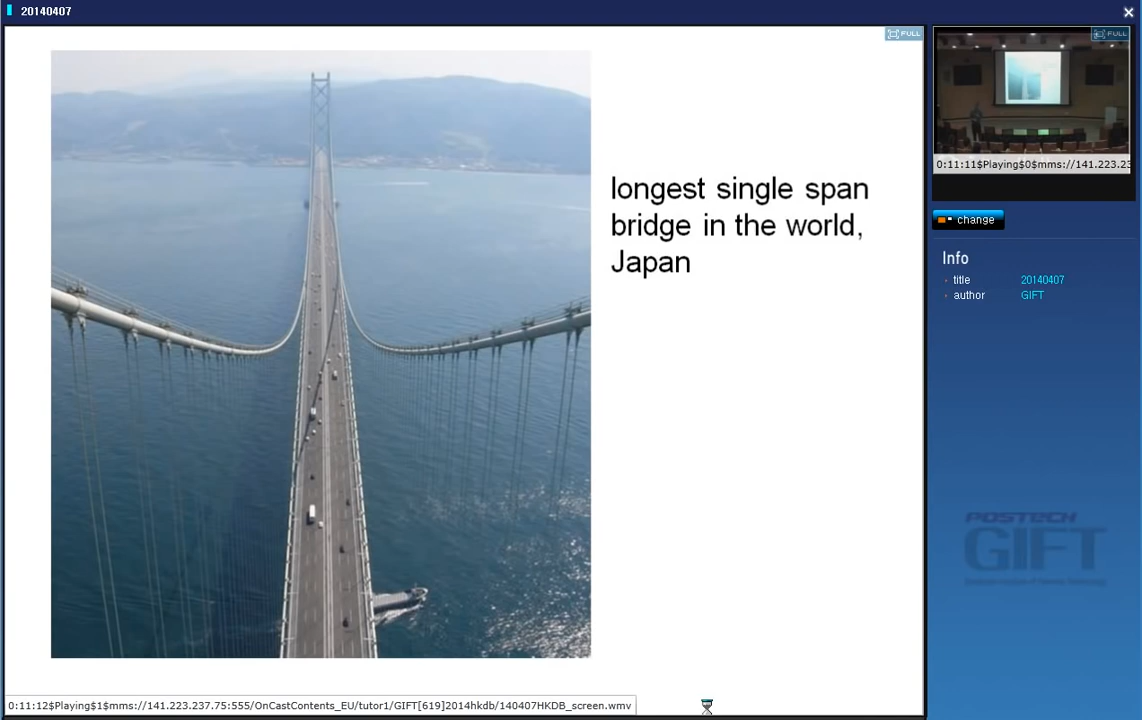 20140407
FULL
longest single span
bridge in the world,
Japan
FULL
0:11:11$Playing$0$mms://141.223.23
change
Info
title 20140407
author GIFT
POSTECH
GIFT
0:11:12$Playing$1$mms://141.223.237.75:555/OnCastContents_EU/tutor1/GIFT[619]2014hkdb/140407HKDB_screen.wmv